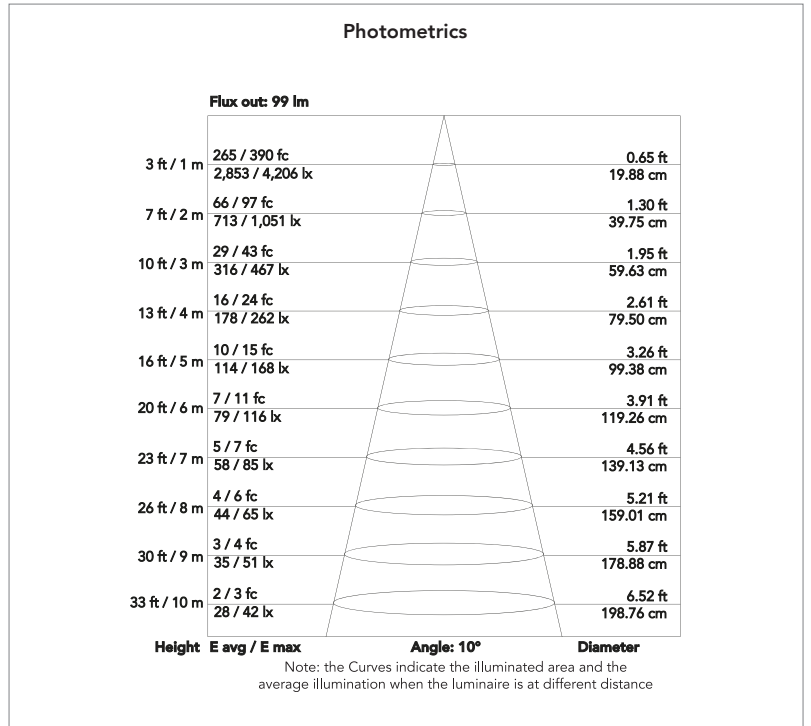 Photometrics
Flux out: 99 lm
3 ft / 1 m
265 / 390 fc
2,853 / 4,206 lx
0.65 ft
19.88 cm
7 ft / 2 m
66 / 97 fc
713 / 1,051 lx
1.30 ft
39.75 cm
10 ft / 3 m
29 / 43 fc
316 / 467 lx
1.95 ft
59.63 cm
13 ft / 4 m
16 / 24 fc
178 / 262 lx
2.61 ft
79.50 cm
16 ft / 5 m
10 / 15 fc
114 / 168 lx
3.26 ft
99.38 cm
20 ft / 6 m
7 / 11 fc
79 / 116 lx
3.91 ft
119.26 cm
23 ft / 7 m
5 / 7 fc
58 / 85 lx
4.56 ft
139.13 cm
26 ft / 8 m
4 / 6 fc
44 / 65 lx
5.21 ft
159.01 cm
30 ft / 9 m
3 / 4 fc
35 / 51 lx
5.87 ft
178.88 cm
33 ft / 10 m
2 / 3 fc
28 / 42 lx
6.52 ft
198.76 cm
Height E avg / E max Angle: 10° Diameter
Note: the Curves indicate the illuminated area and the
average illumination when the luminaire is at different distance